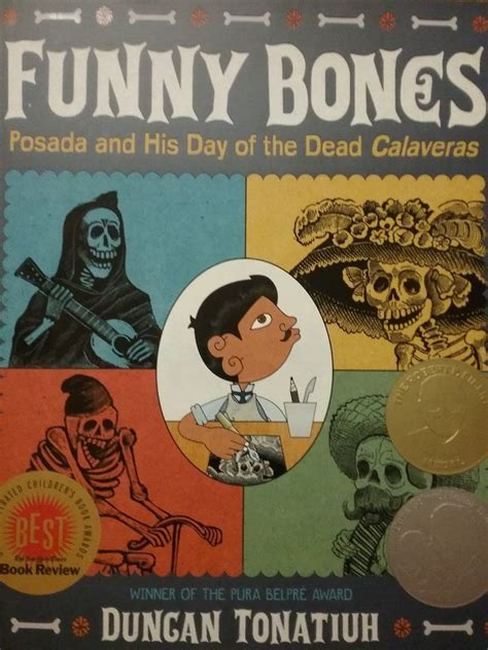 FUNNY BONES
Posada and His Day of the Dead Calaveras
BEST
Book Review
WINNER OF THE PURA BELPRÉ AWARD
DUNCAN TONATIUH